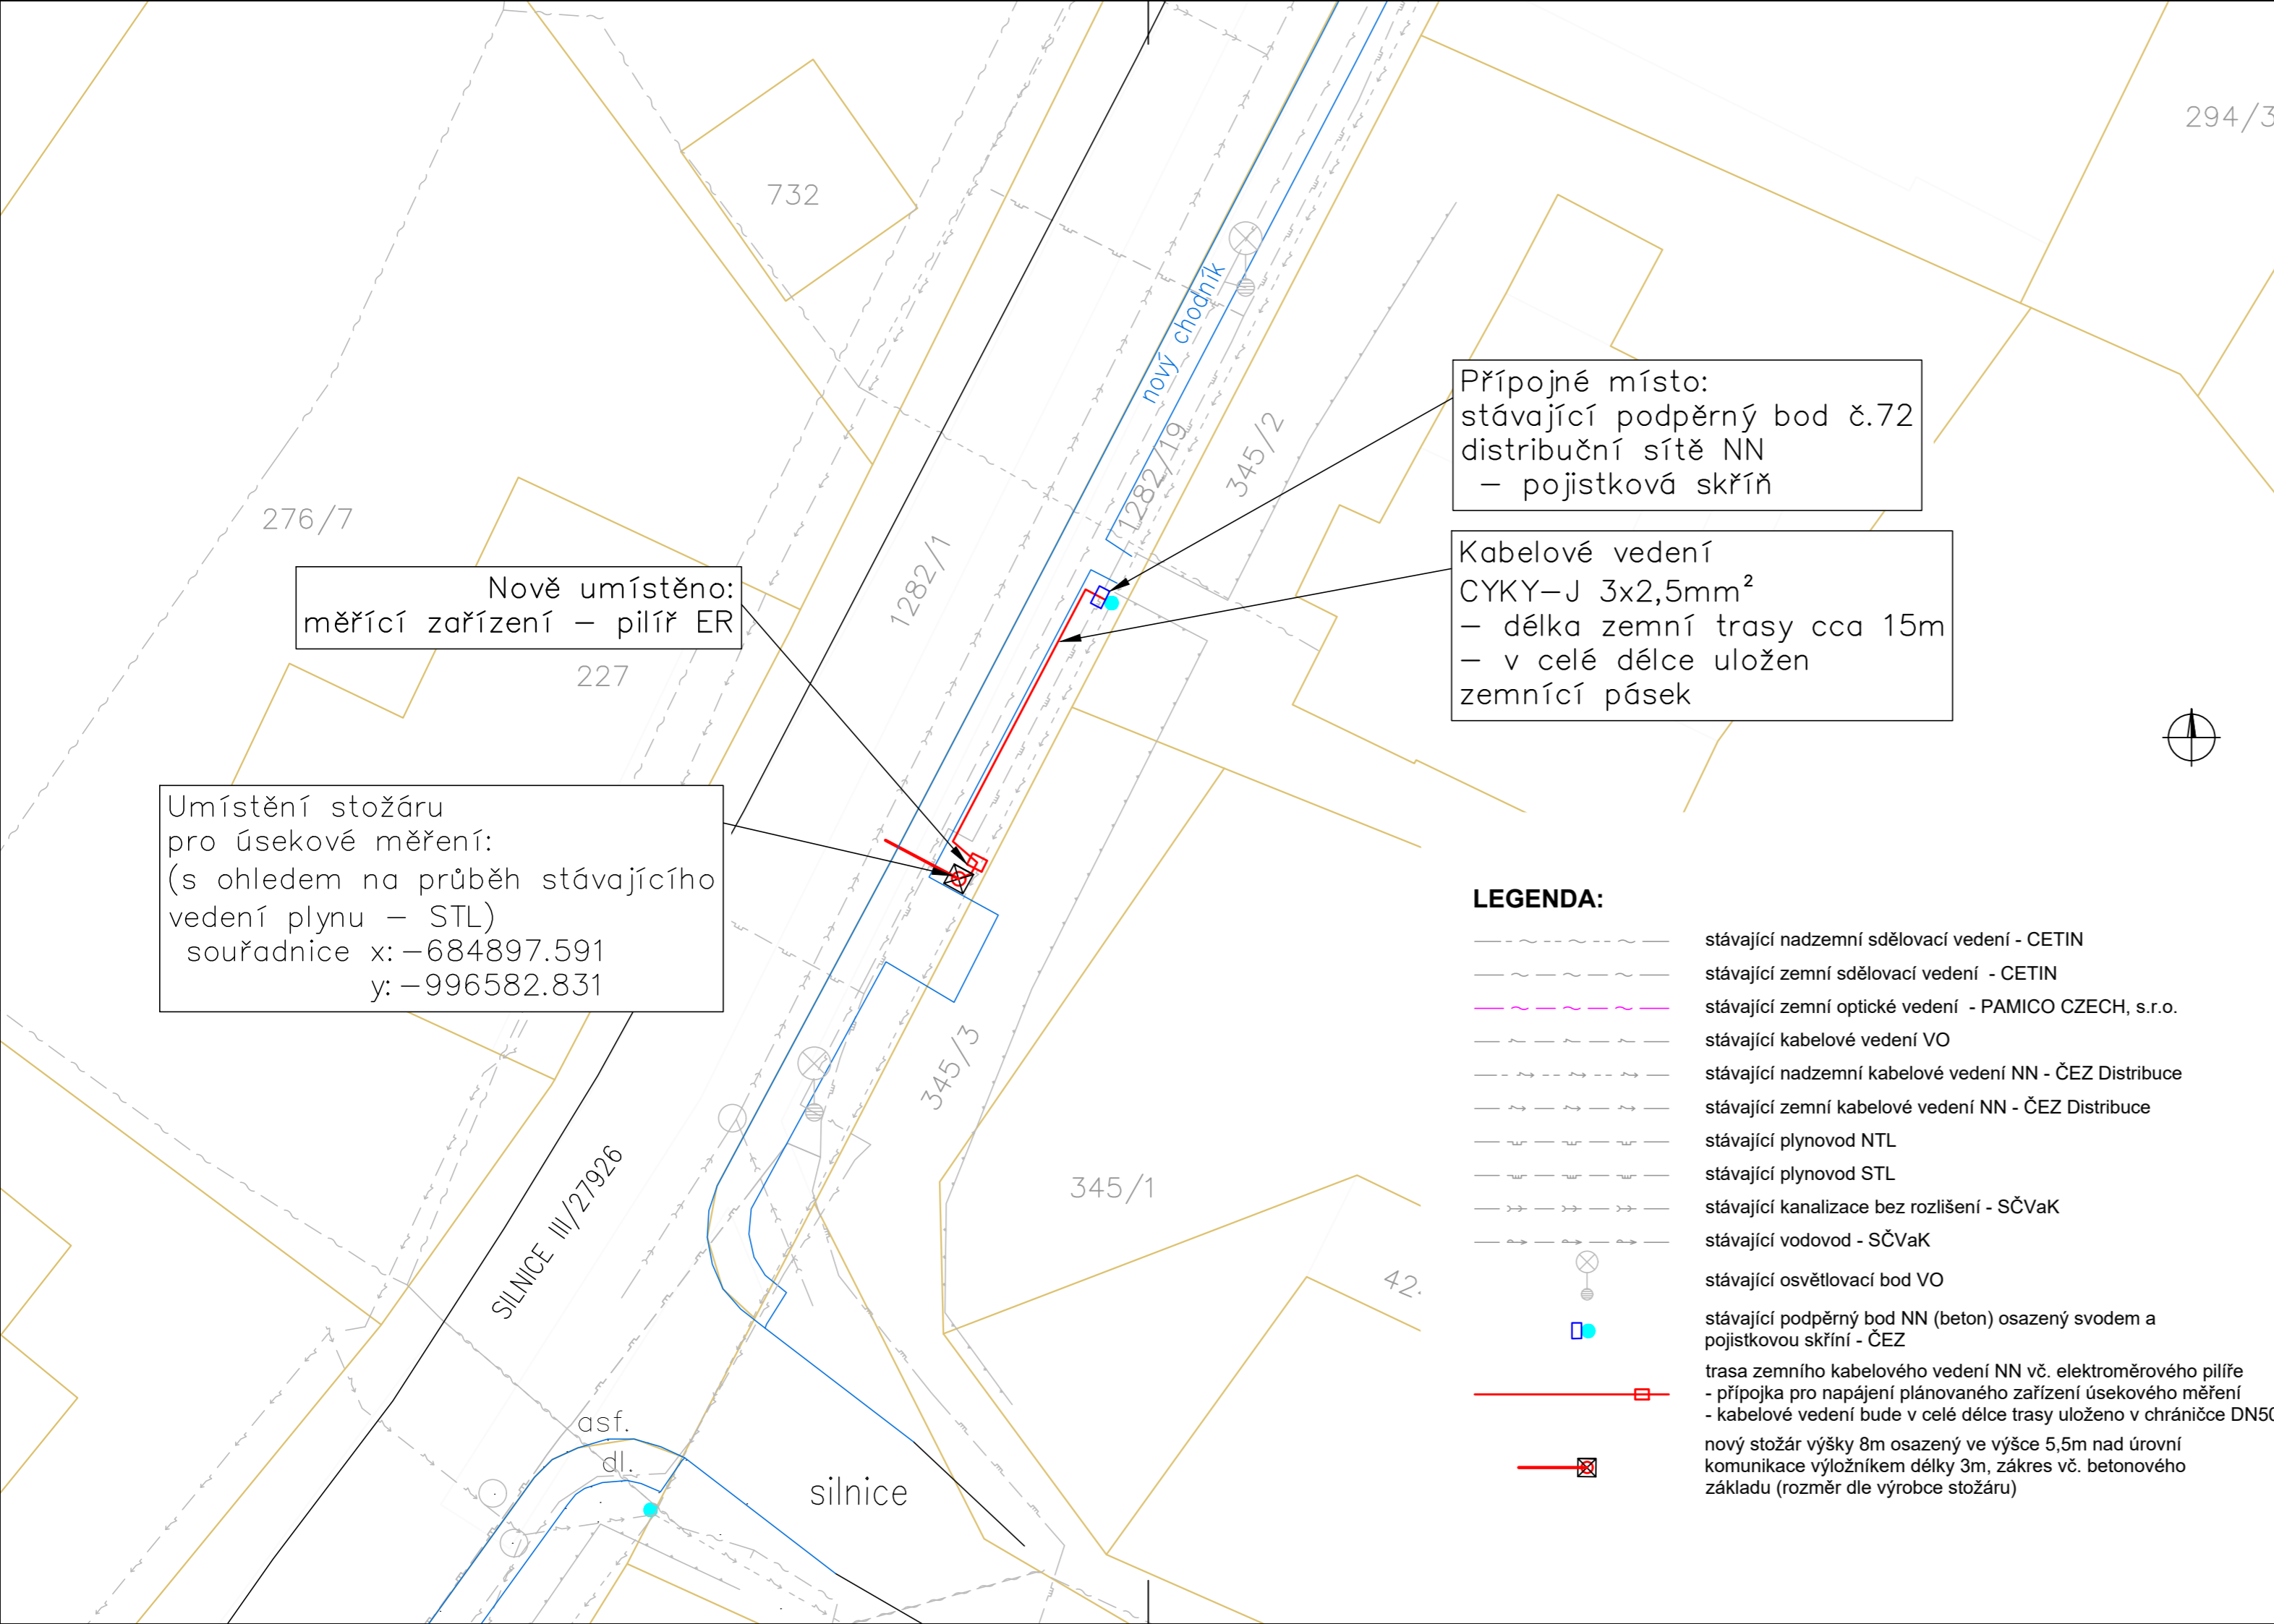 294/3
732
nový chodník
Přípojné místo:
stávající podpěrný bod č.72
distribuční sítě NN
– pojistková skříň
1282/19
345/2
276/7
1282/1
Kabelové vedení
CYKY–J 3x2,5mm²
– délka zemní trasy cca 15m
– v celé délce uložen
zemnící pásek
Nově umístěno:
měřící zařízení – pilíř ER
227
Umístění stožáru
pro úsekové měření:
(s ohledem na průběh stávajícího
vedení plynu – STL)
souřadnice x:–684897.591
y:–996582.831
LEGENDA:
stávající nadzemní sdělovací vedení - CETIN
stávající zemní sdělovací vedení - CETIN
stávající zemní optické vedení - PAMICO CZECH, s.r.o.
stávající kabelové vedení VO
stávající nadzemní kabelové vedení NN - ČEZ Distribuce
stávající zemní kabelové vedení NN - ČEZ Distribuce
stávající plynovod NTL
stávající plynovod STL
stávající kanalizace bez rozlišení - SČVaK
stávající vodovod - SČVaK
stávající osvětlovací bod VO
stávající podpěrný bod NN (beton) osazený svodem a
pojistkovou skříní - ČEZ
trasa zemního kabelového vedení NN vč. elektroměrového pilíře
- přípojka pro napájení plánovaného zařízení úsekového měření
- kabelové vedení bude v celé délce trasy uloženo v chráničce DN50
nový stožár výšky 8m osazený ve výšce 5,5m nad úrovní
komunikace výložníkem délky 3m, zákres vč. betonového
základu (rozměr dle výrobce stožáru)
345/3
345/1
SILNICE III/27926
asf.
dl.
silnice